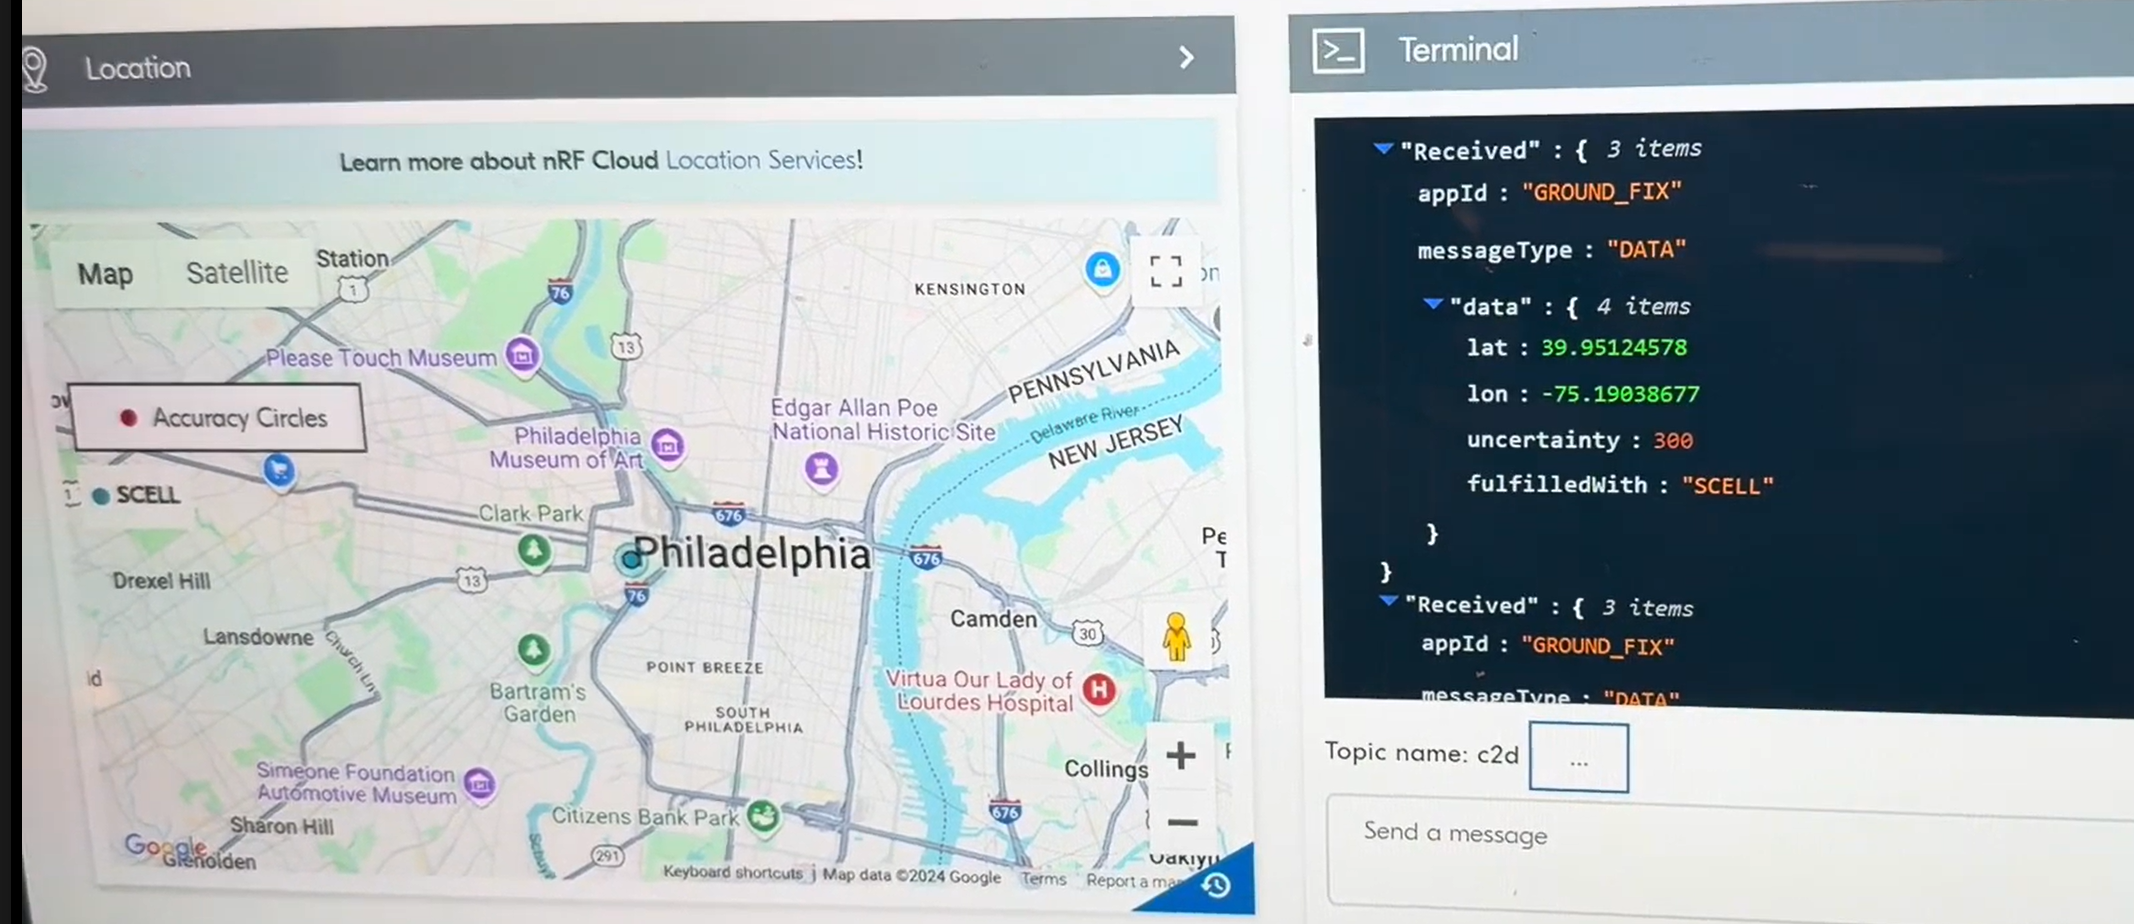 Location
Learn more about nRF Cloud Location Services!
Map
Satellite
Station
1
76
13
KENSINGTON
Please Touch Museum
PENNSYLVANIA
Delaware River
NEW JERSEY
Accuracy Circles
Edgar Allan Poe
National Historic Site
Philadelphia
Museum of Art
SCELL
Clark Park
676
Philadelphia
676
Drexel Hill
13
76
Camden
30
Lansdowne
Church Ln
POINT BREEZE
Virtua Our Lady of
Lourdes Hospital
Bartram's
Garden
SOUTH
PHILADELPHIA
Simeone Foundation
Automotive Museum
Collings
Citizens Bank Park
676
Sharon Hill
Google
Glenolden
291
Keyboard shortcuts
Map data ©2024 Google
Terms
Report a ma
Terminal
"Received" : { 3 items
appId : "GROUND_FIX"
messageType : "DATA"
"data" : { 4 items
lat : 39.95124578
lon : -75.19038677
uncertainty : 300
fulfilledWith : "SCELL"
}
}
"Received" : { 3 items
appId : "GROUND_FIX"
messageType : "DATA"
Topic name: c2d
...
Send a message